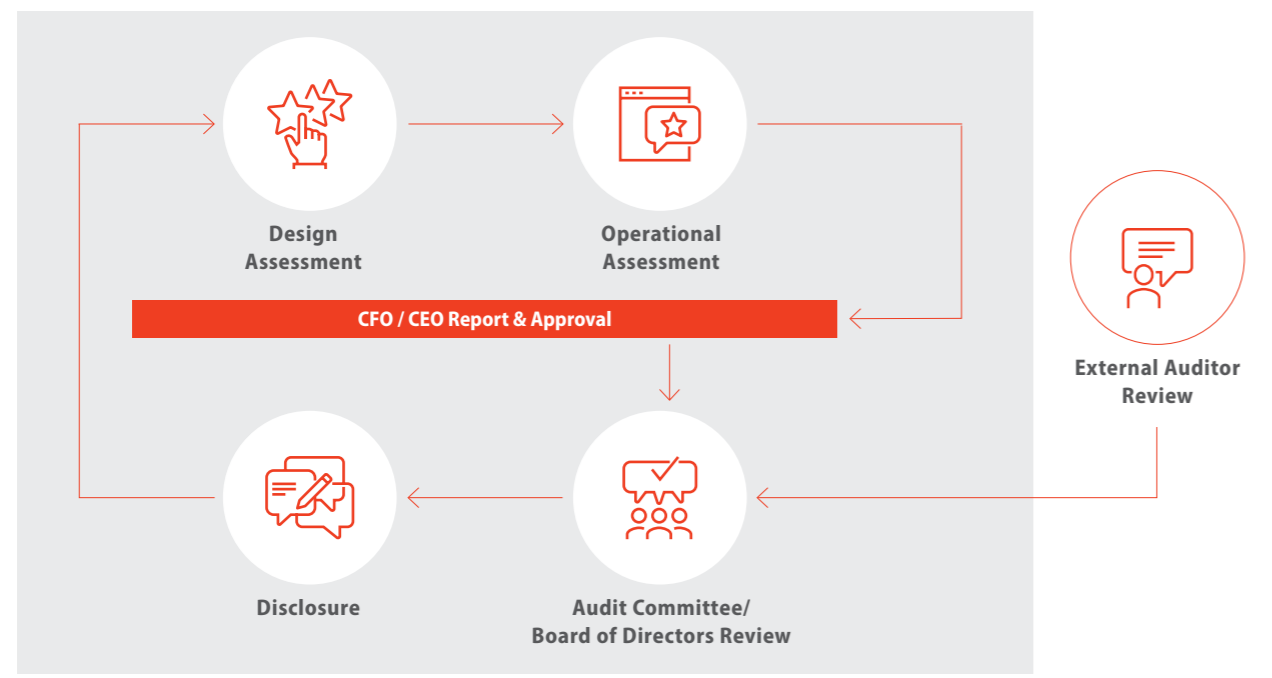 Design
Assessment
Operational
Assessment
CFO / CEO Report & Approval
External Auditor
Review
Disclosure
Audit Committee/
Board of Directors Review